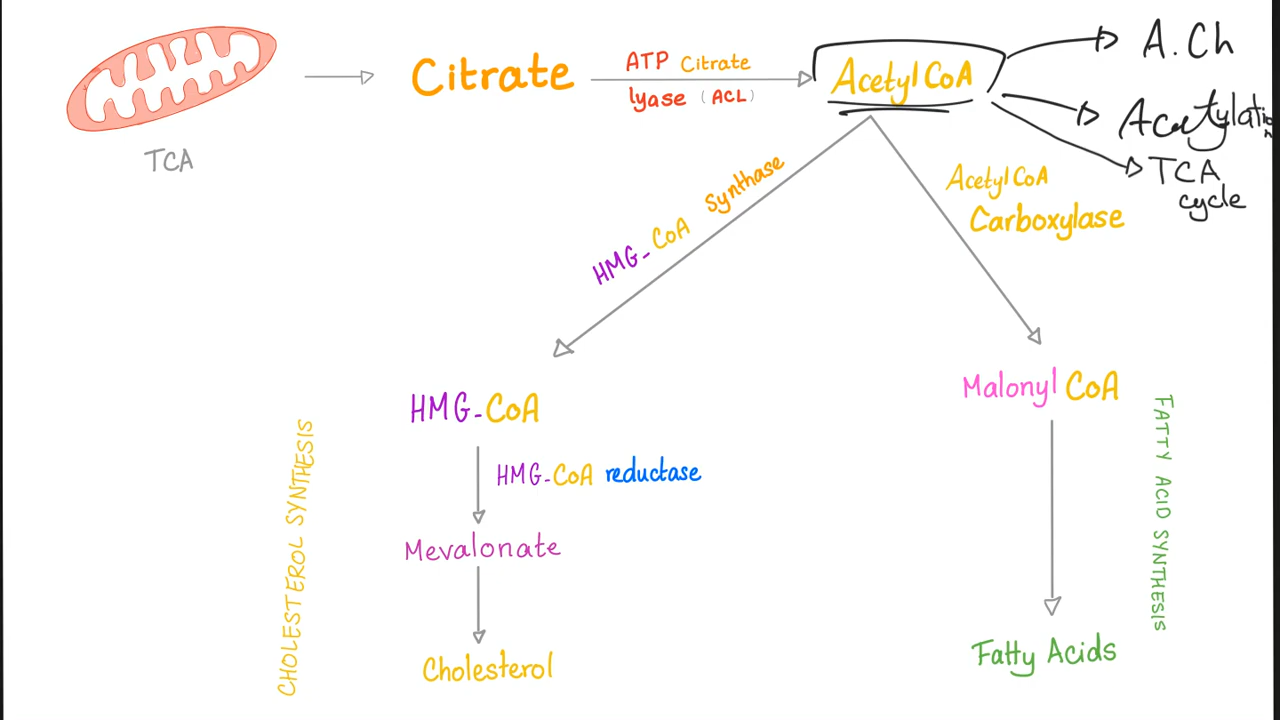 TCA
Citrate
ATP Citrate
lyase (ACL)
Acetyl CoA
A.Ch
Acetylation
TCA
cycle
HMG-CoA Synthase
Acetyl CoA
Carboxylase
HMG-CoA
HMG-CoA reductase
Mevalonate
Cholesterol
CHOLESTEROL SYNTHESIS
Malonyl CoA
Fatty Acids
FATTY ACID SYNTHESIS